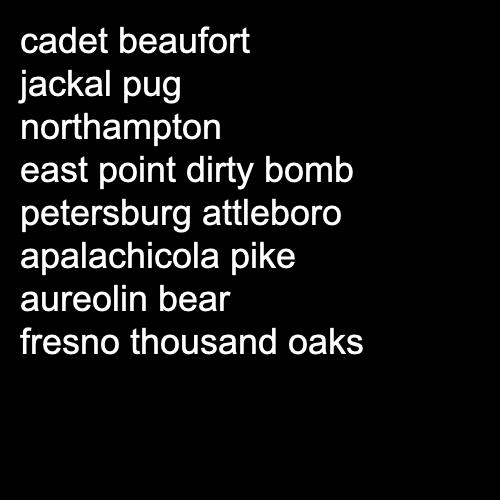 cadet beaufort
jackal pug
northampton
east point dirty bomb
petersburg attleboro
apalachicola pike
aureolin bear
fresno thousand oaks